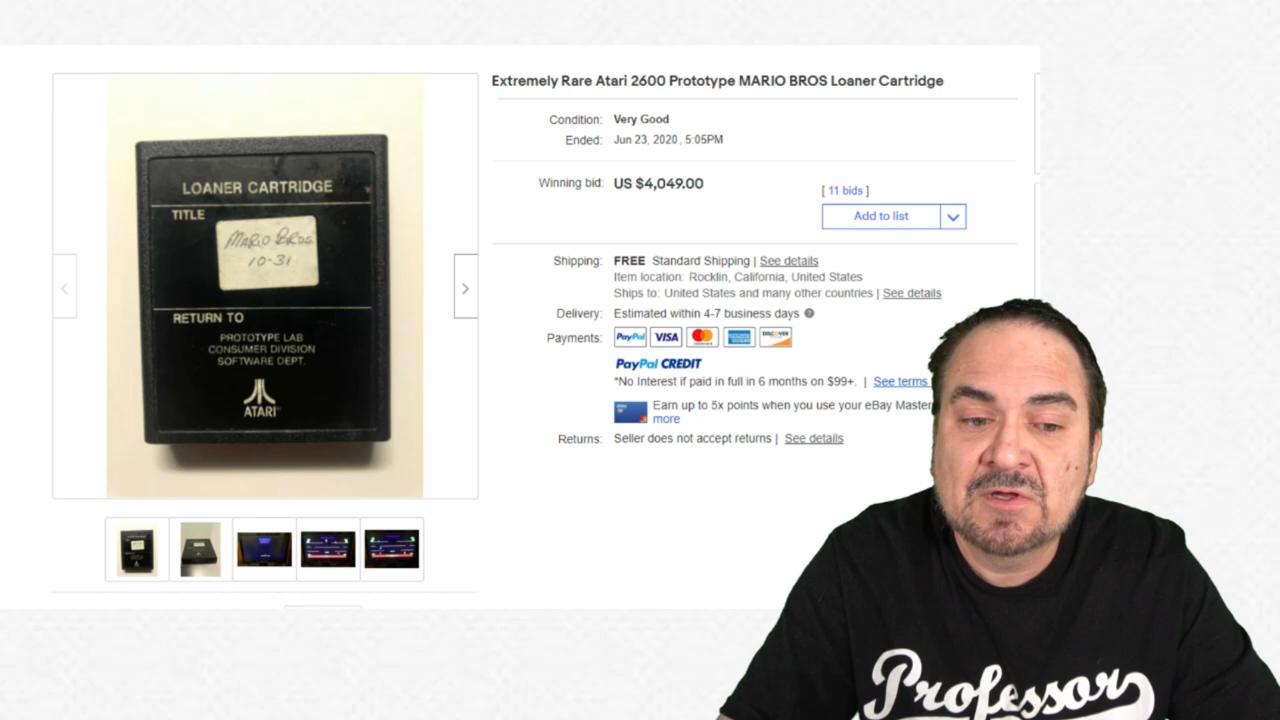 LOANER CARTRIDGE
TITLE
MARIO BROS.
10-31
RETURN TO
PROTOTYPE LAB
CONSUMER DIVISION
SOFTWARE DEPT.
ATARI
Extremely Rare Atari 2600 Prototype MARIO BROS Loaner Cartridge
Condition: Very Good
Ended: Jun 23, 2020 , 5:05PM
Winning bid: US $4,049.00
[ 11 bids ]
Add to list
Shipping: FREE Standard Shipping | See details
Item location: Rocklin, California, United States
Ships to: United States and many other countries | See details
Delivery: Estimated within 4-7 business days
Payments: PayPal VISA MasterCard AMERICAN EXPRESS DISCOVER
PayPal CREDIT
*No Interest if paid in full in 6 months on $99+. | See terms
Earn up to 5x points when you use your eBay Master
more
Returns: Seller does not accept returns | See details
Professor